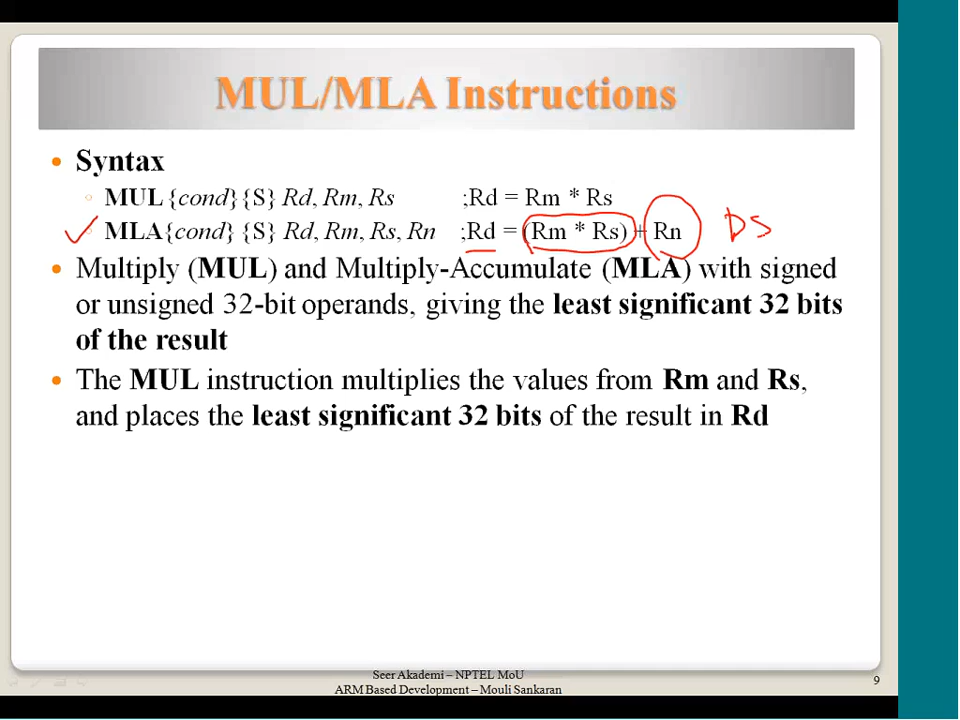 MUL/MLA Instructions
Syntax
MUL {cond}{S} Rd, Rm, Rs ;Rd = Rm * Rs
MLA{cond} {S} Rd, Rm, Rs, Rn ;Rd = (Rm * Rs) + Rn DS
Multiply (MUL) and Multiply-Accumulate (MLA) with signed
or unsigned 32-bit operands, giving the least significant 32 bits
of the result
The MUL instruction multiplies the values from Rm and Rs,
and places the least significant 32 bits of the result in Rd
Seer Akademi – NPTEL MoU
ARM Based Development – Mouli Sankaran
9